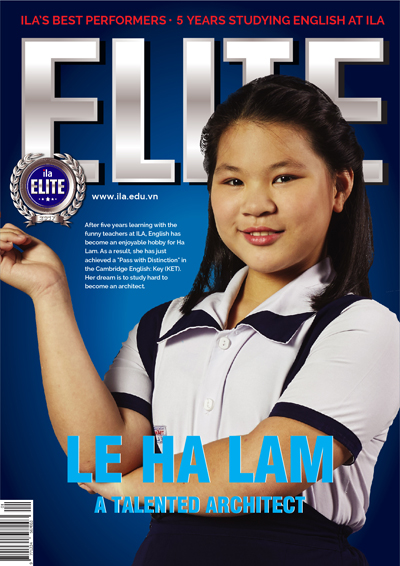 ILA'S BEST PERFORMERS • 5 YEARS STUDYING ENGLISH AT ILA
ELITE
ila
ELITE
www.ila.edu.vn
After five years learning with the
funny teachers at ILA, English has
become an enjoyable hobby for Ha
Lam. As a result, she has just
achieved a "Pass with Distinction" in
the Cambridge English: Key (KET).
Her dream is to study hard to
become an architect.
LE HA LAM
A TALENTED ARCHITECT